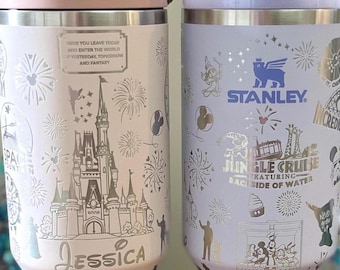 HERE YOU LEAVE TODAY
AND ENTER THE WORLD
OF YESTERDAY, TOMORROW
AND FANTASY
JESSICA
STANLEY
JUNGLE CRUISE
FEATURING
BACKSIDE OF WATER